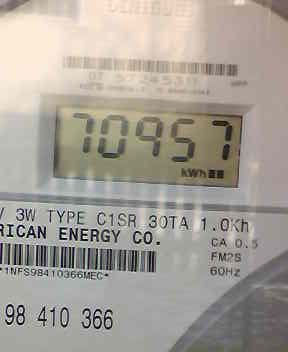 70957
kWh
3W TYPE C1SR 30TA 1.0Kh
RICAN ENERGY CO.
CA 0.5
FM2S
*1NFS98410366MEC*
60Hz
98 410 366